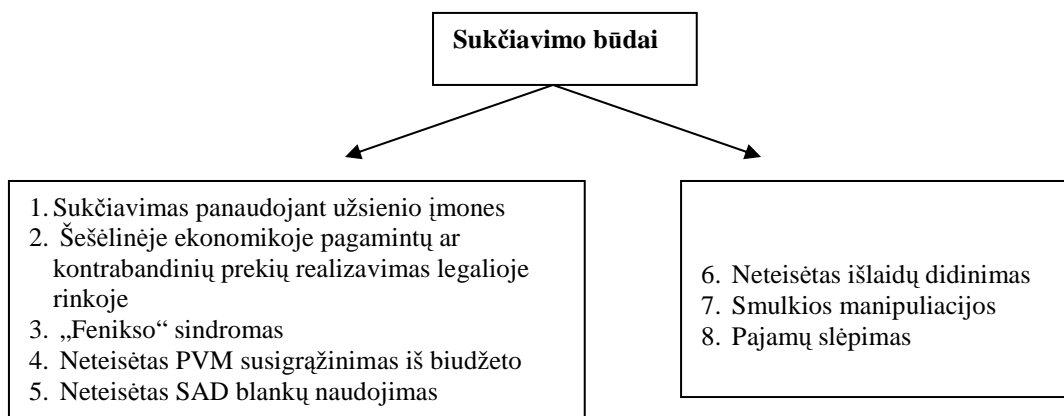 Sukčiavimo būdai
1. Sukčiavimas panaudojant užsienio įmones
2. Šešėlinėje ekonomikoje pagamintų ar
kontrabandinių prekių realizavimas legalioje
rinkoje
3. „Fenikso“ sindromas
4. Neteisėtas PVM susigrąžinimas iš biudžeto
5. Neteisėtas SAD blankų naudojimas
6. Neteisėtas išlaidų didinimas
7. Smulkios manipuliacijos
8. Pajamų slėpimas